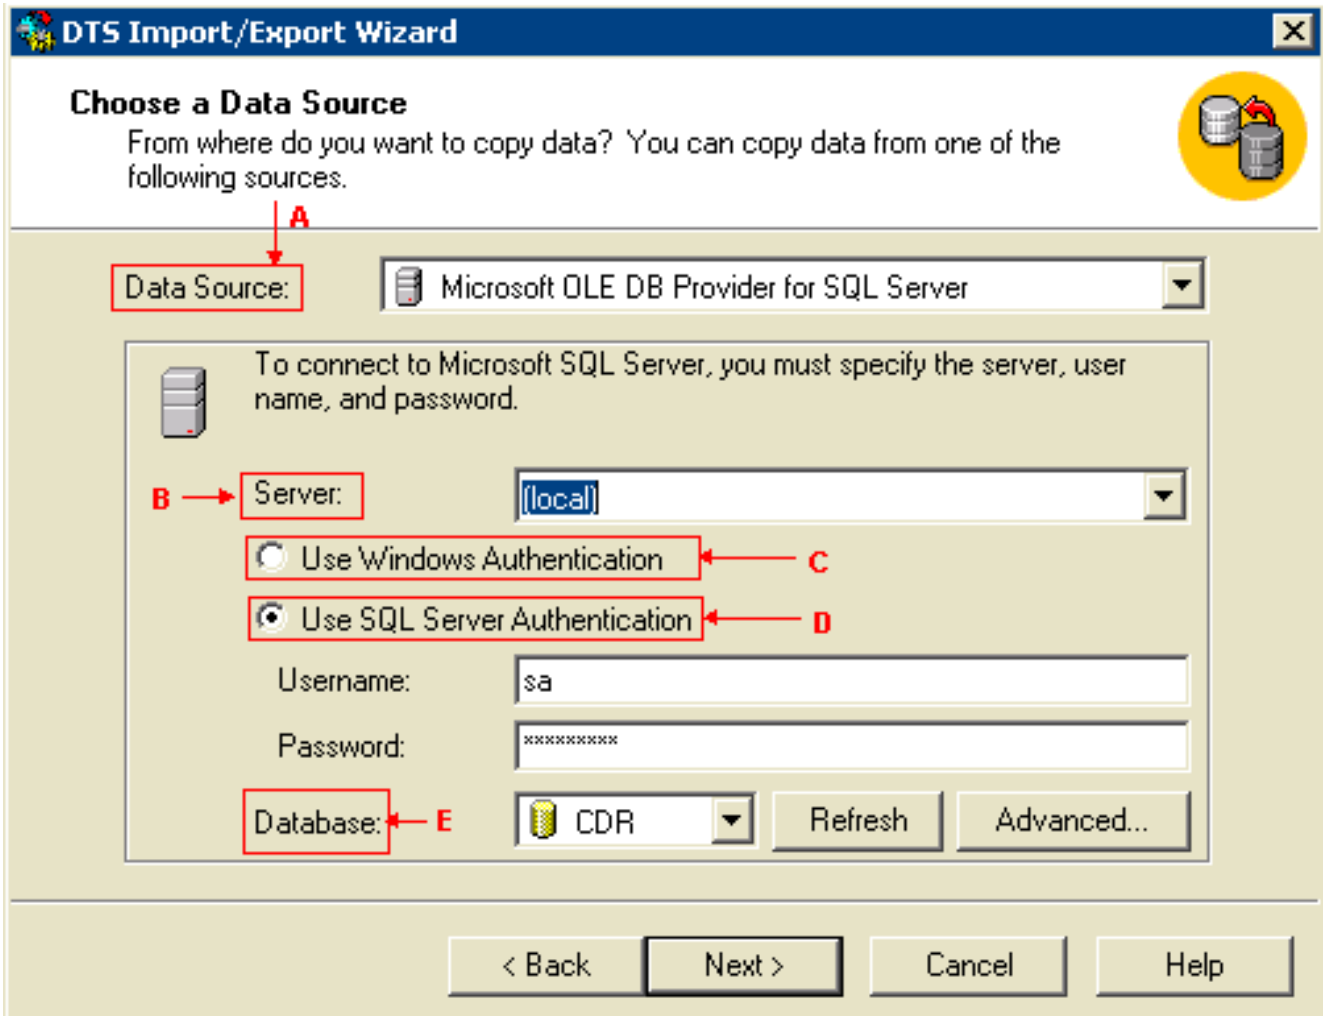 DTS Import/Export Wizard
Choose a Data Source
From where do you want to copy data? You can copy data from one of the
following sources.
A
Data Source: Microsoft OLE DB Provider for SQL Server
To connect to Microsoft SQL Server, you must specify the server, user
name, and password.
B Server: (local)
Use Windows Authentication C
Use SQL Server Authentication D
Username: sa
Password: *********
Database: E CDR Refresh Advanced...
< Back Next > Cancel Help